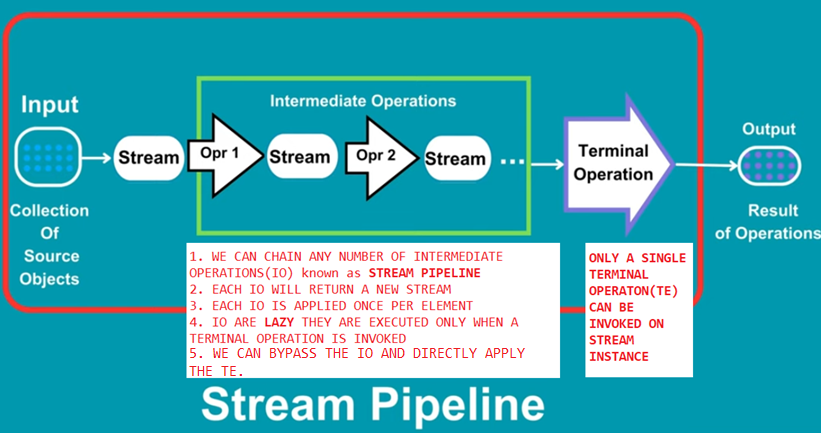 Input
Collection
Of
Source
Objects
Stream
Intermediate Operations
Opr 1
Stream
Opr 2
Stream
...
Terminal
Operation
Output
Result
of Operations
1. WE CAN CHAIN ANY NUMBER OF INTERMEDIATE
OPERATIONS(IO) known as STREAM PIPELINE
2. EACH IO WILL RETURN A NEW STREAM
3. EACH IO IS APPLIED ONCE PER ELEMENT
4. IO ARE LAZY THEY ARE EXECUTED ONLY WHEN A
TERMINAL OPERATION IS INVOKED
5. WE CAN BYPASS THE IO AND DIRECTLY APPLY
THE TE.
ONLY A SINGLE
TERMINAL
OPERATON(TE)
CAN BE
INVOKED ON
STREAM
INSTANCE
Stream Pipeline